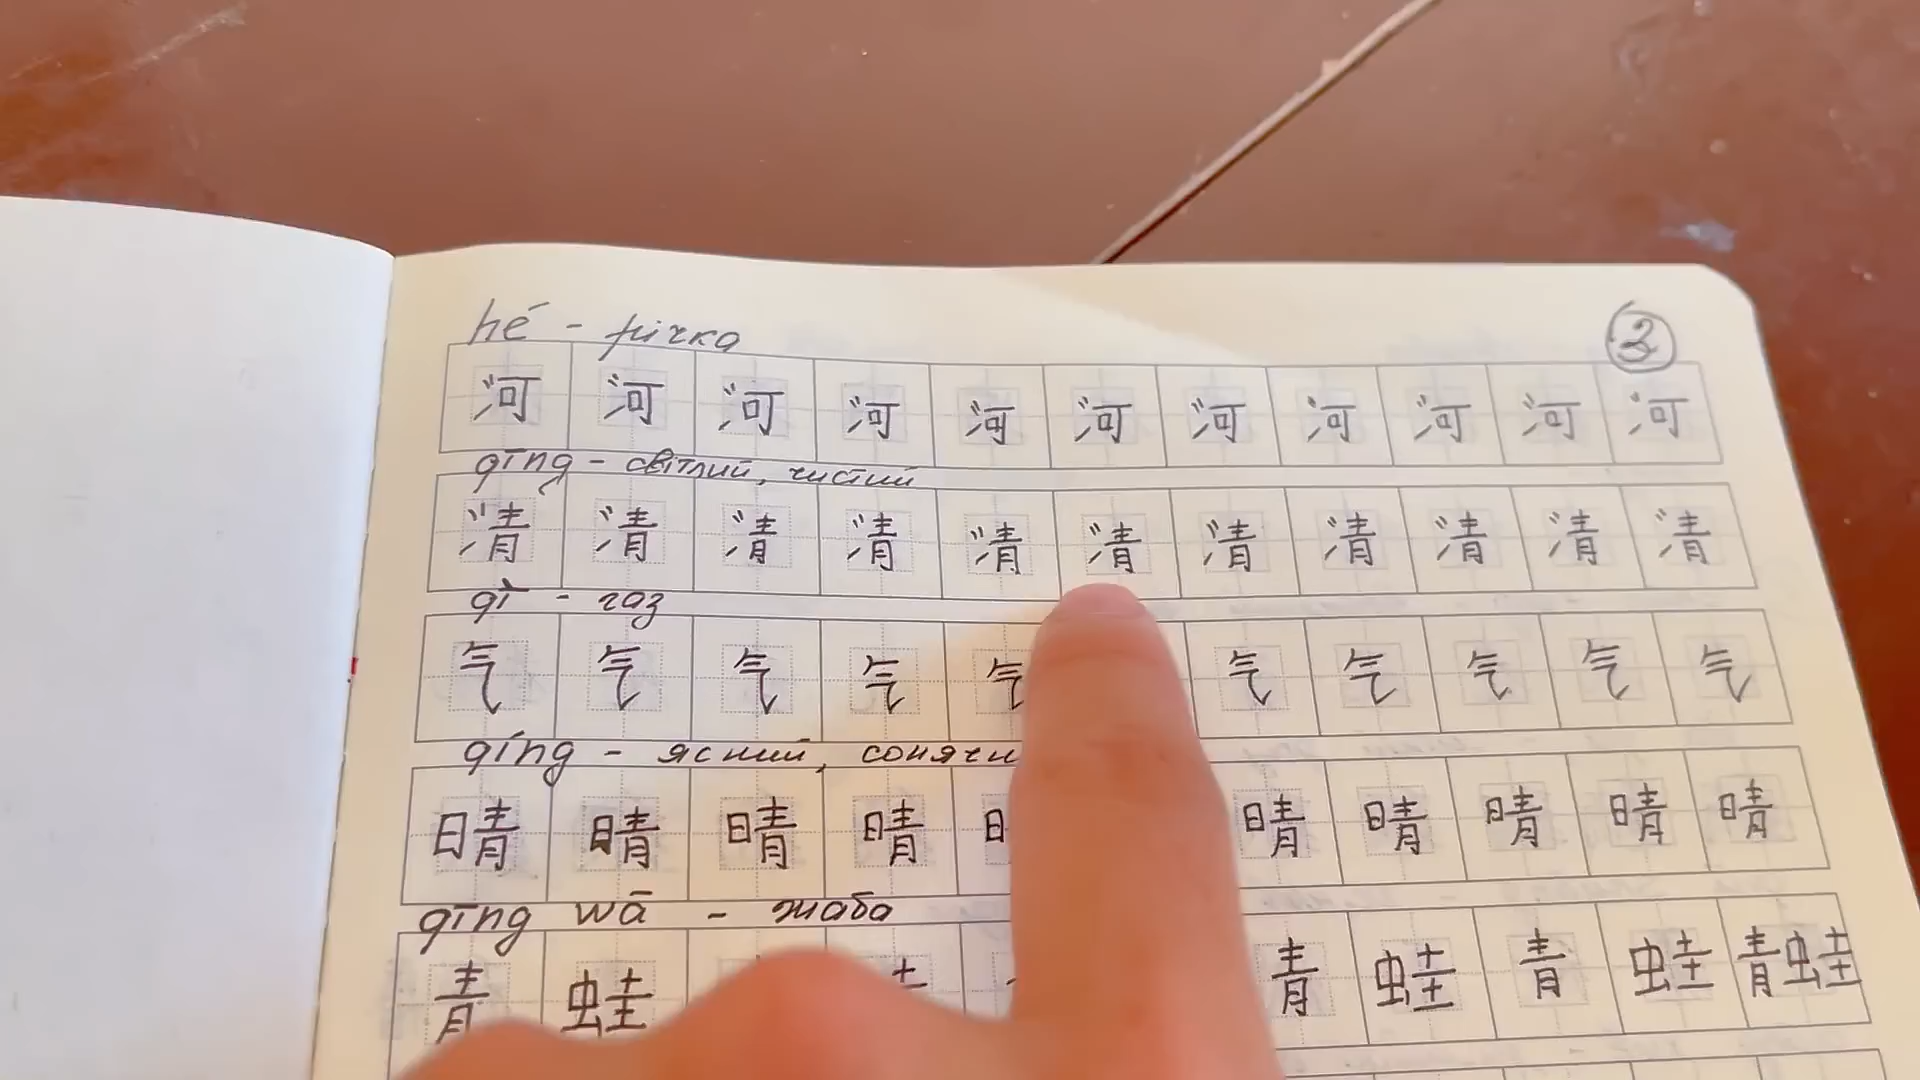 hé - річка
2
河 河 河 河 河 河 河 河 河 河 河
qīng - світлий, чистий
清 清 清 清 清 清 清 清 清 清 清
qì - газ
气 气 气 气 气 气 气 气 气 气
qíng - ясний,
晴 晴 晴 晴 晴 晴 晴 晴 晴
qīng wā - жаба
青 蛙 青 蛙 青 蛙 青蛙